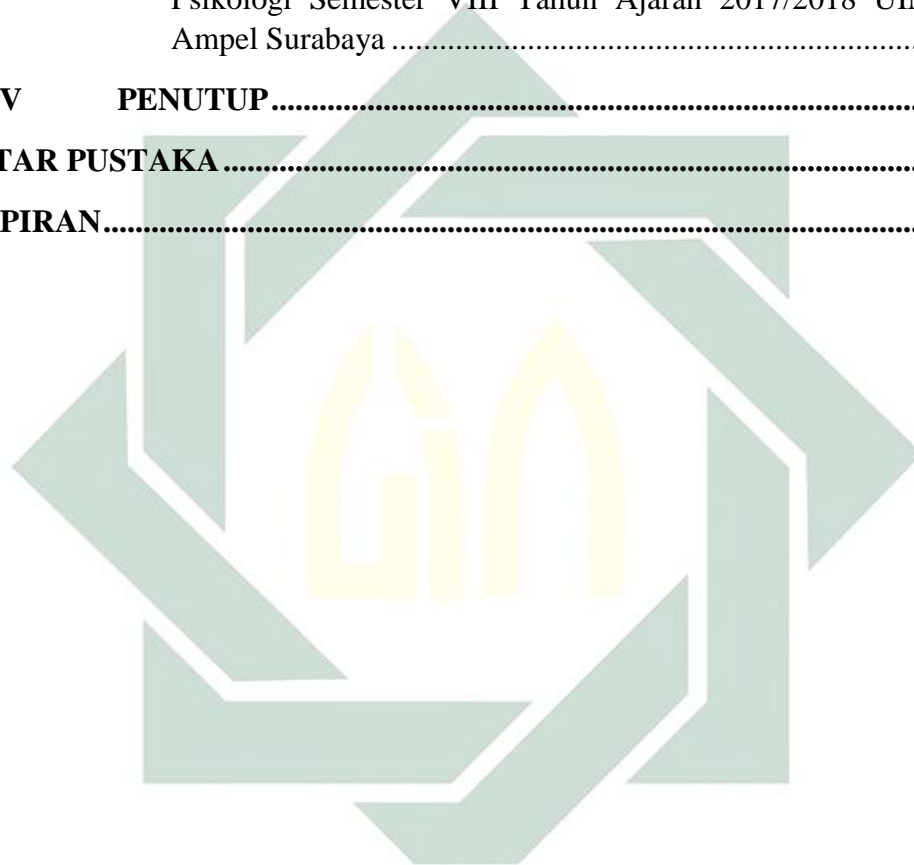 Psikologi Semester VIII Tahun Ajaran 2017/2018 UIN
Ampel Surabaya ..........................................................................
V PENUTUP..................................................................................
TAR PUSTAKA.........................................................................................
PIRAN........................................................................................................